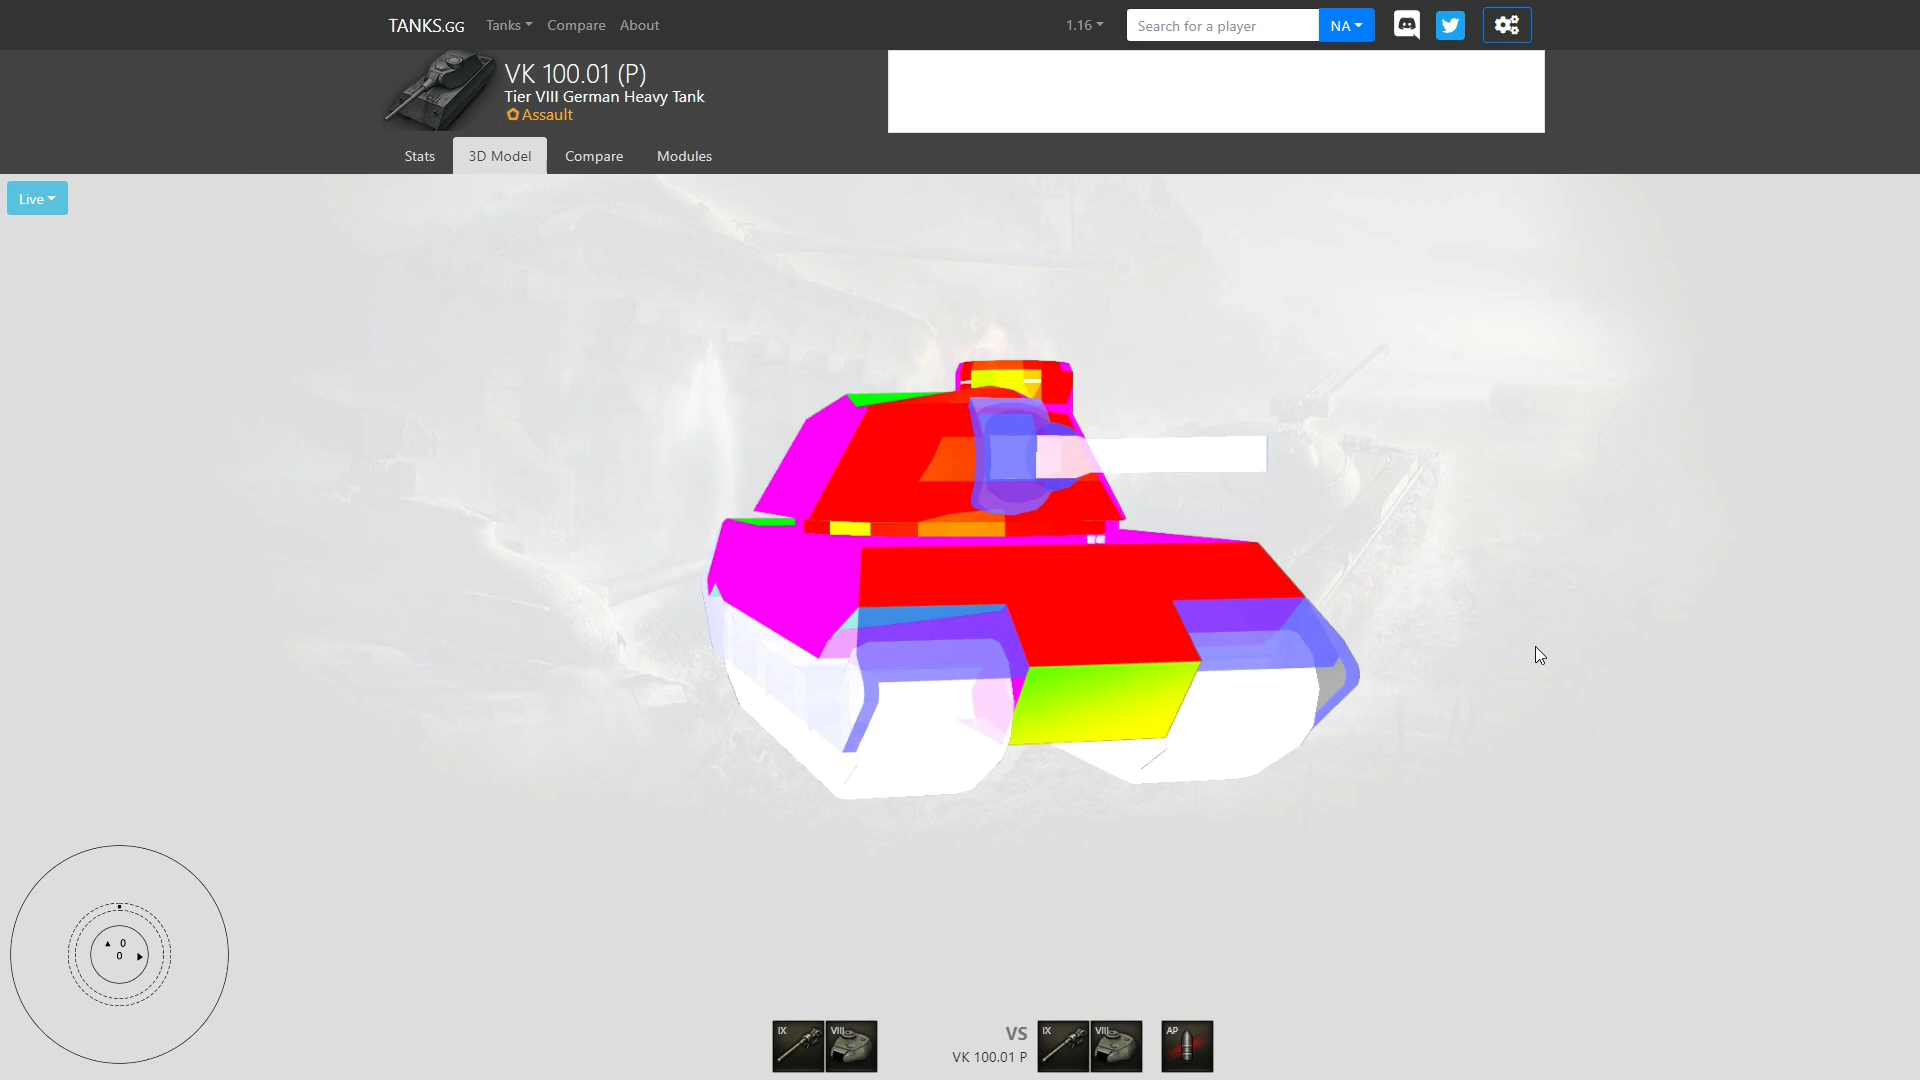 TANKS.GG Tanks Compare About 1.16 Search for a player NA
VK 100.01 (P)
Tier VIII German Heavy Tank
Assault
Stats 3D Model Compare Modules
Live
0
0
IX VIII VS IX VIII AP
VK 100.01 P